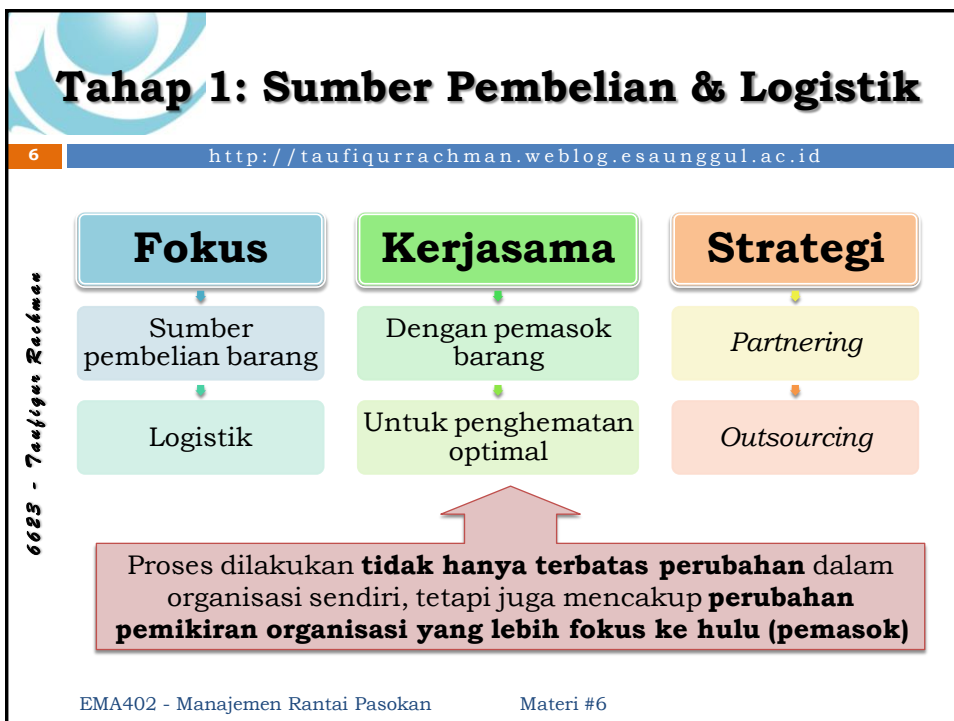 Tahap 1: Sumber Pembelian & Logistik
6
http://taufiqurrachman.weblog.esaunggul.ac.id
6623 - Taufiqur Rachman
Fokus
Sumber
pembelian barang
Logistik
Kerjasama
Dengan pemasok
barang
Untuk penghematan
optimal
Strategi
Partnering
Outsourcing
Proses dilakukan tidak hanya terbatas perubahan dalam
organisasi sendiri, tetapi juga mencakup perubahan
pemikiran organisasi yang lebih fokus ke hulu (pemasok)
EMA402 - Manajemen Rantai Pasokan
Materi #6